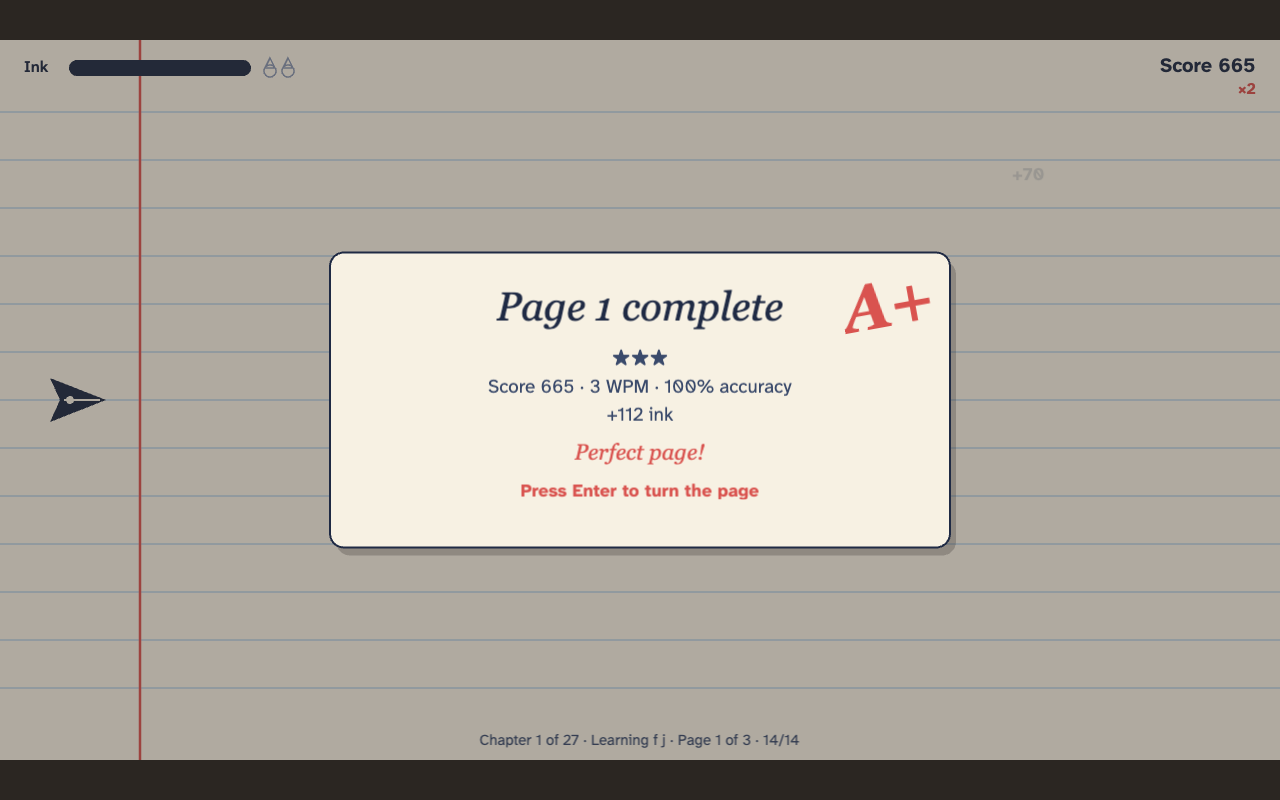 Ink
Score 665
×2
+70
Page 1 complete
A+
★★★
Score 665 · 3 WPM · 100% accuracy
+112 ink
Perfect page!
Press Enter to turn the page
Chapter 1 of 27 · Learning f j · Page 1 of 3 · 14/14